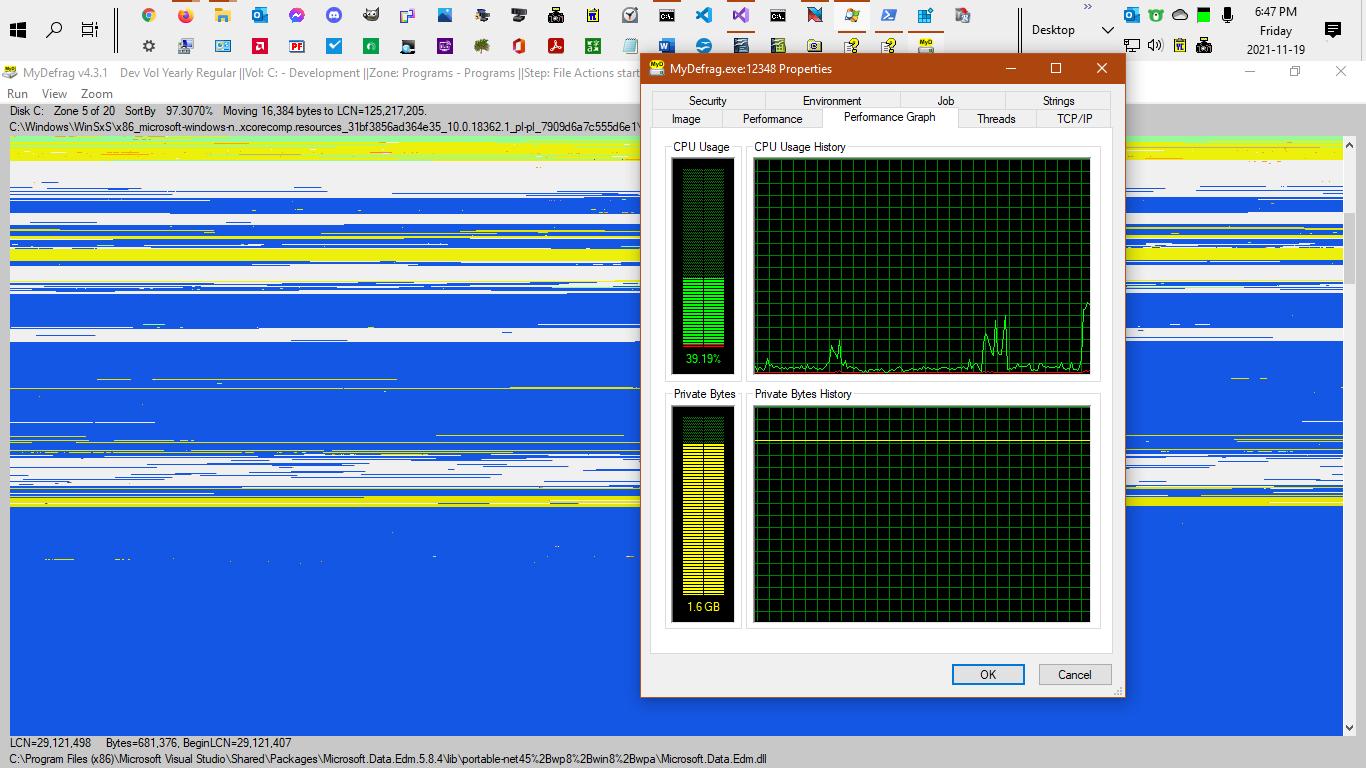 6:47 PM
Friday
2021-11-19
Desktop
MyDefrag v4.3.1 Dev Vol Yearly Regular ||Vol: C: - Development ||Zone: Programs - Programs ||Step: File Actions start
Run View Zoom
Disk C: Zone 5 of 20 SortBy 97.3070% Moving 16,384 bytes to LCN=125,217,205.
C:\Windows\WinSxS\x86_microsoft-windows-n..xcorecomp.resources_31bf3856ad364e35_10.0.18362.1_pl-pl_7909d6a7c555d6e1\
MyDefrag.exe:12348 Properties
Security Environment Job Strings
Image Performance Performance Graph Threads TCP/IP
CPU Usage CPU Usage History
39.19%
Private Bytes Private Bytes History
1.6 GB
OK Cancel
LCN=29,121,498 Bytes=681,376, BeginLCN=29,121,407
C:\Program Files (x86)\Microsoft Visual Studio\Shared\Packages\Microsoft.Data.Edm.5.8.4\lib\portable-net45%2Bwp8%2Bwin8%2Bwpa\Microsoft.Data.Edm.dll